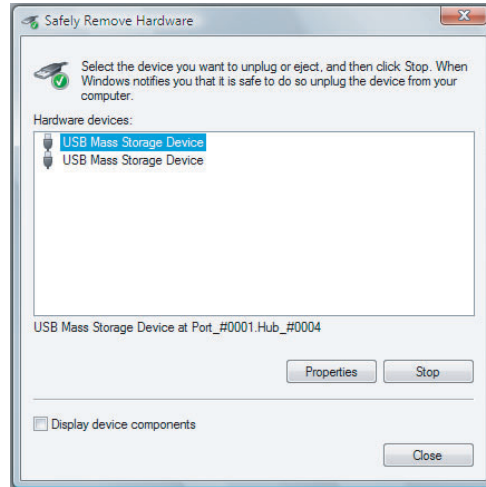 Safely Remove Hardware
Select the device you want to unplug or eject, and then click Stop. When
Windows notifies you that it is safe to do so unplug the device from your
computer.
Hardware devices:
USB Mass Storage Device
USB Mass Storage Device
USB Mass Storage Device at Port_#0001.Hub_#0004
Properties Stop
Display device components
Close